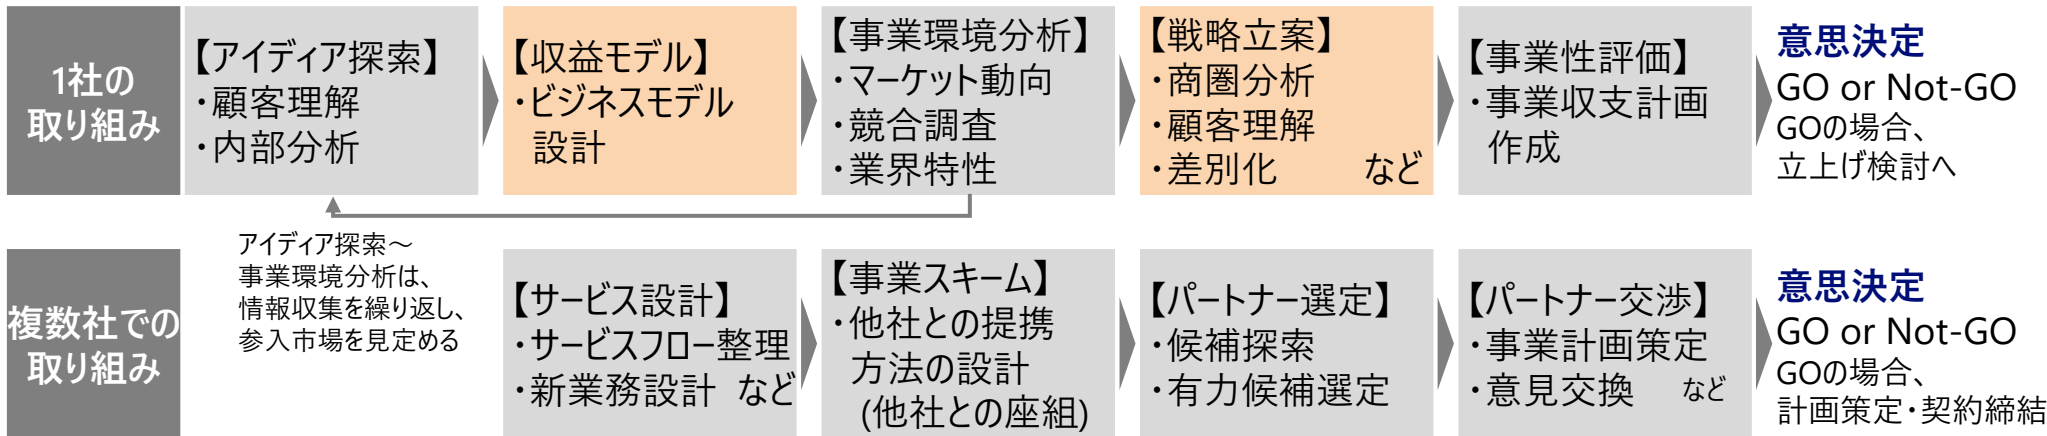 1社の
取り組み
【アイディア探索】
・顧客理解
・内部分析
【収益モデル】
・ビジネスモデル
設計
【事業環境分析】
・マーケット動向
・競合調査
・業界特性
【戦略立案】
・商圏分析
・顧客理解
・差別化 など
【事業性評価】
・事業収支計画
作成
意思決定
GO or Not-GO
GOの場合、
立上げ検討へ
アイディア探索～
事業環境分析は、
情報収集を繰り返し、
参入市場を見定める
複数社での
取り組み
【サービス設計】
・サービスフロー整理
・新業務設計 など
【事業スキーム】
・他社との提携
方法の設計
(他社との座組)
【パートナー選定】
・候補探索
・有力候補選定
【パートナー交渉】
・事業計画策定
・意見交換 など
意思決定
GO or Not-GO
GOの場合、
計画策定・契約締結